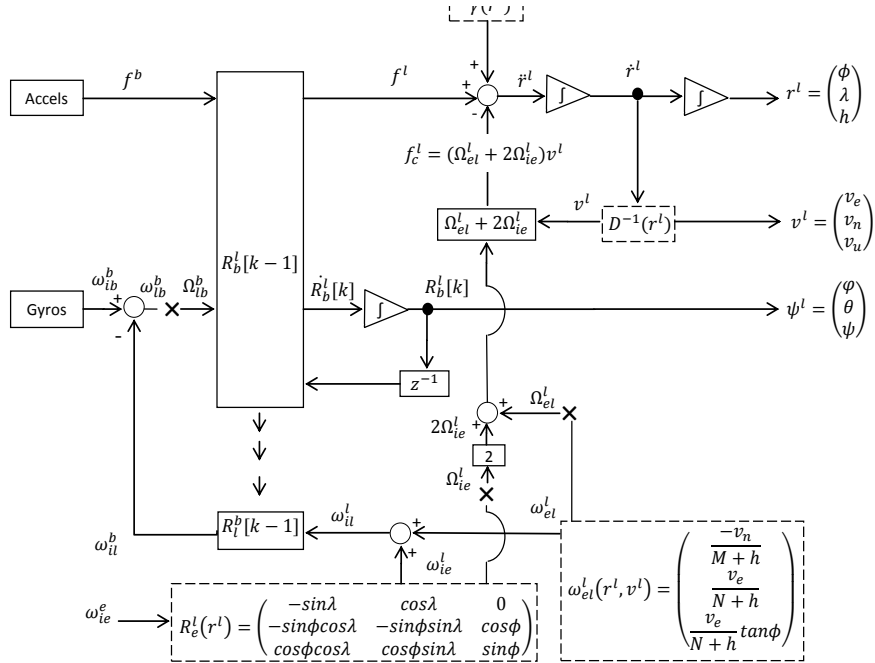 γ(r^l)
+
f^b
f^l
+
r̈^l
ṙ^l
Accels
∫
∫
r^l = (φ λ h)
-
f_c^l = (Ω_el^l + 2Ω_ie^l)v^l
Ω_el^l + 2Ω_ie^l
v^l
D^{-1}(r^l)
v^l = (v_e v_n v_u)
R_b^l[k − 1]
ω_ib^b
ω_lb^b
Ω_lb^b
Ṙ_b^l[k]
R_b^l[k]
Gyros
+
-
∫
ψ^l = (φ θ ψ)
z^{-1}
+
Ω_el^l
2Ω_ie^l
+
2
Ω_ie^l
R_l^b[k − 1]
ω_il^b
ω_il^l
+
ω_el^l
+
ω_ie^l
ω_el^l(r^l, v^l) = (−v_n/(M + h) v_e/(N + h) v_e/(N + h) tanϕ)
ω_ie^e
R_e^l(r^l) = (−sinλ cosλ 0
−sinϕcosλ −sinϕsinλ cosϕ
cosϕcosλ cosϕsinλ sinϕ)